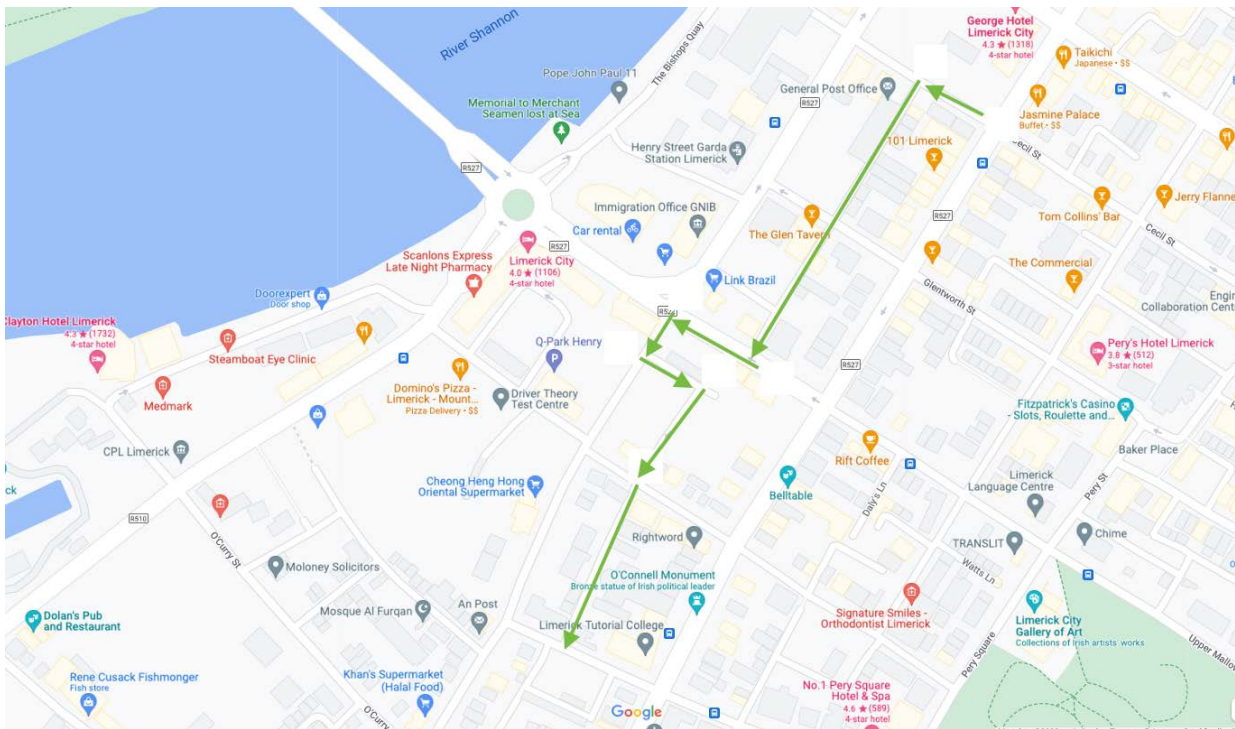 River Shannon
The Bishops Quay
George Hotel
Limerick City
4.3 ★ (1318)
4-star hotel
Taikichi
Japanese • $$
Pope John Paul 11
General Post Office
Memorial to Merchant
Seamen lost at Sea
R527
Jasmine Palace
Buffet • $$
Henry Street Garda
Station Limerick
101 Limerick
Cecil St
R527
Jerry Flanne
Immigration Office GNIB
R527
Tom Collins' Bar
Car rental
The Glen Tavern
Cecil St
R527
Scanlons Express
Late Night Pharmacy
Limerick City
4.0 ★ (1106)
4-star hotel
Link Brazil
The Commercial
Glentworth St
Doorexpert
Door shop
Collaboration Cent
Clayton Hotel Limerick
4.3 ★ (1732)
4-star hotel
Q-Park Henry
Pery's Hotel Limerick
3.8 ★ (512)
3-star hotel
Steamboat Eye Clinic
R527
Domino's Pizza -
Limerick - Mount...
Pizza Delivery • $$
Driver Theory
Test Centre
Medmark
Fitzpatrick's Casino
- Slots, Roulette and...
CPL Limerick
Baker Place
Rift Coffee
Cheong Heng Hong
Oriental Supermarket
Belltable
Limerick
Language Centre
Pery St
ck
Daly's Ln
R510
O'Curry St
Rightword
TRANSLIT
Chime
Moloney Solicitors
Watts Ln
O'Connell Monument
Bronze statue of Irish political leader
Mosque Al Furqan
An Post
Signature Smiles -
Orthodontist Limerick
Limerick City
Gallery of Art
Collections of Irish artists' works
Dolan's Pub
and Restaurant
Limerick Tutorial College
Pery Square
Upper Mallow
Rene Cusack Fishmonger
Fish store
Khan's Supermarket
(Halal Food)
O'Curry
No.1 Pery Square
Hotel & Spa
4.6 ★ (589)
4-star hotel
Google